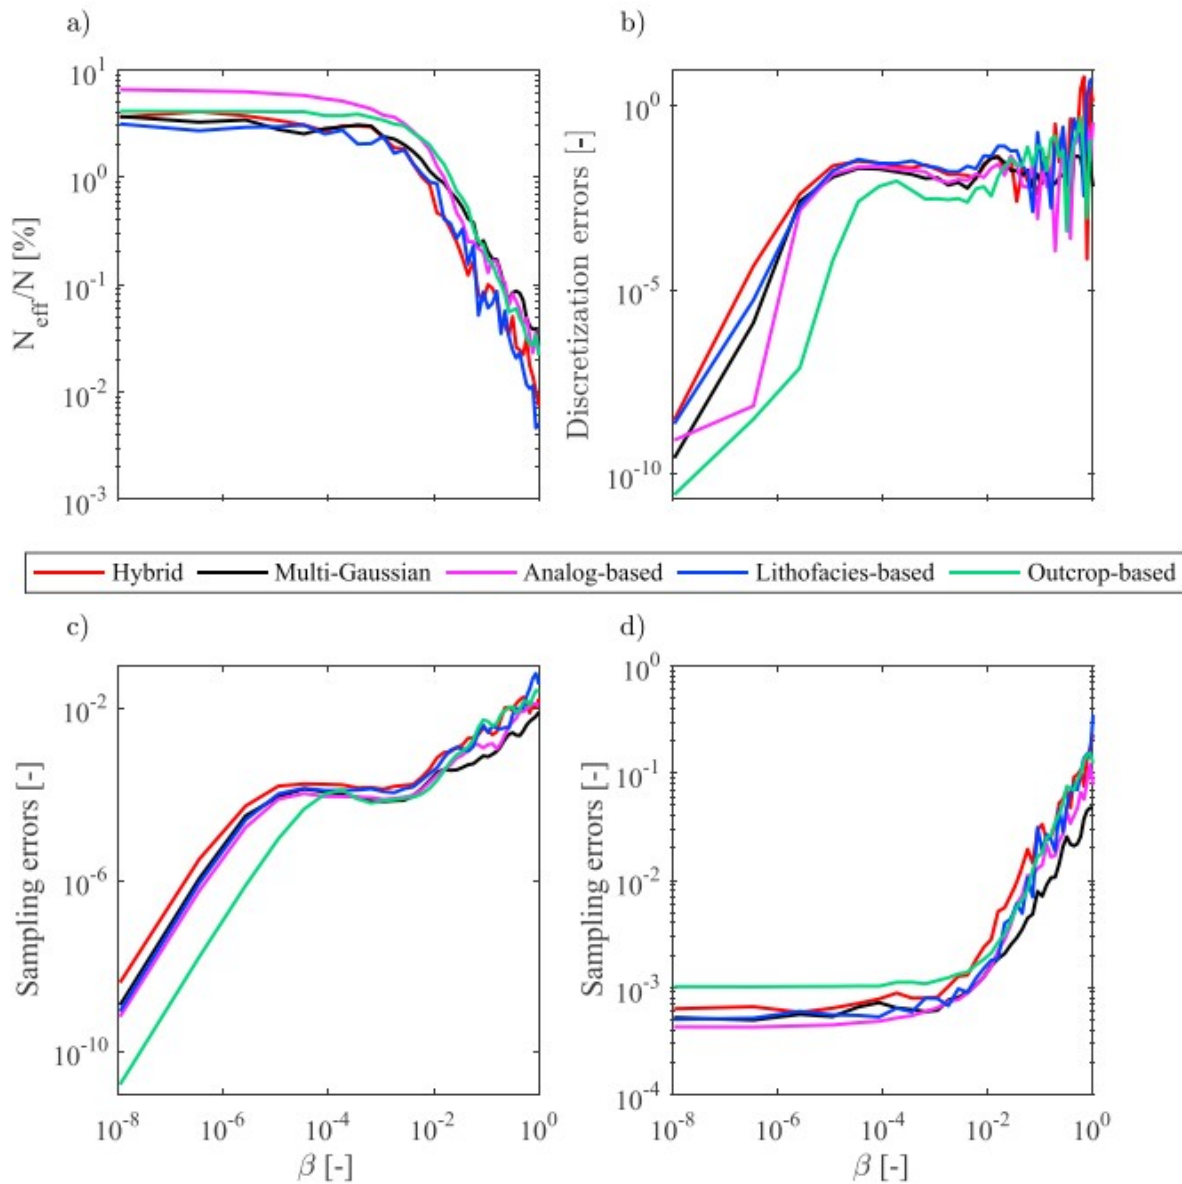 a)
N_eff/N [%]
10^1
10^0
10^-1
10^-2
10^-3
b)
Discretization errors [-]
10^0
10^-5
10^-10
Hybrid Multi-Gaussian Analog-based Lithofacies-based Outcrop-based
c)
Sampling errors [-]
10^-2
10^-6
10^-10
10^-8 10^-6 10^-4 10^-2 10^0
β [-]
d)
Sampling errors [-]
10^0
10^-1
10^-2
10^-3
10^-4
10^-8 10^-6 10^-4 10^-2 10^0
β [-]